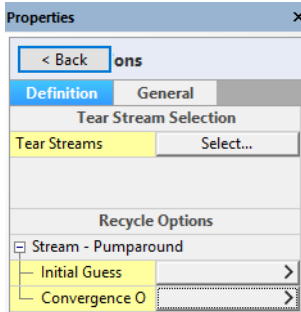 Properties
< Back ons
Definition General
Tear Stream Selection
Tear Streams Select...
Recycle Options
Stream - Pumparound
Initial Guess >
Convergence O >